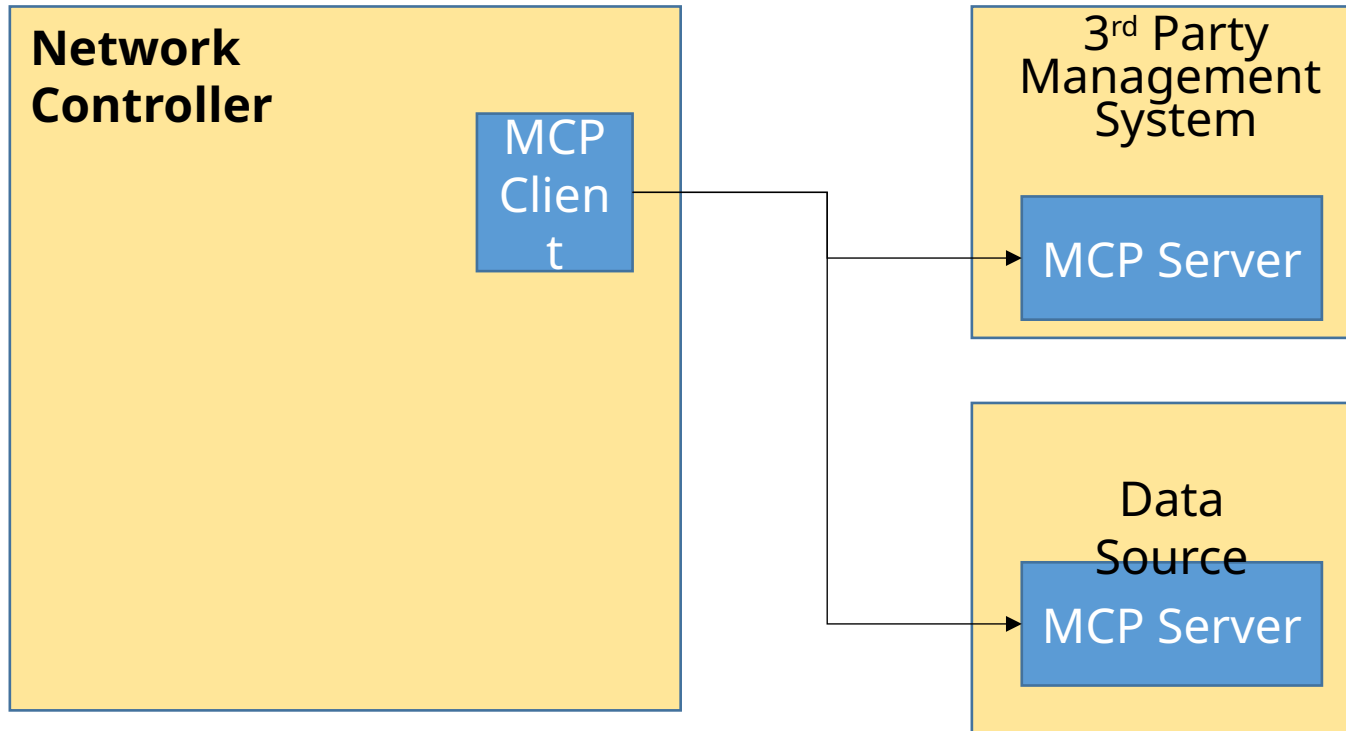 Network
Controller
MCP
Clien
t
3rd Party
Management
System
MCP Server
Data
Source
MCP Server